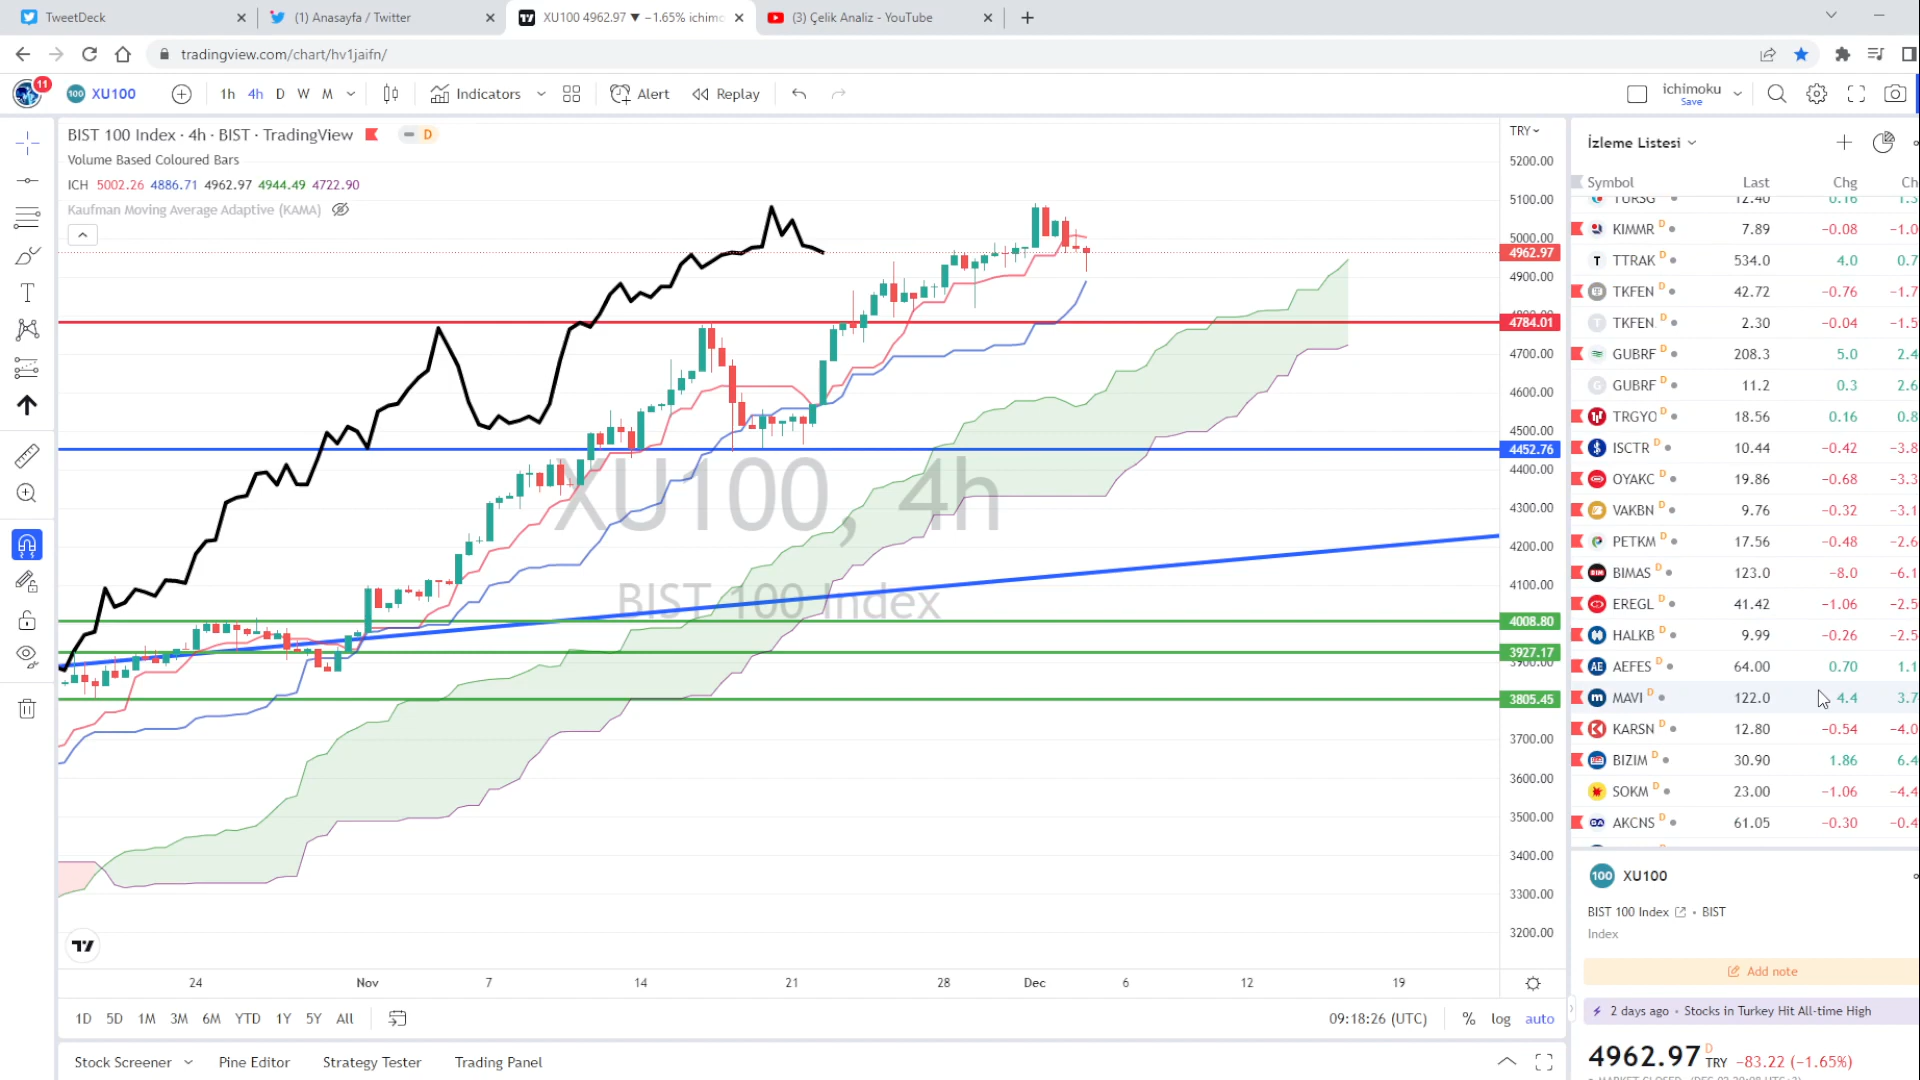 TweetDeck
(1) Anasayfa / Twitter
XU100 4962.97 ▼ −1.65% ichimo
(3) Çelik Analiz - YouTube
tradingview.com/chart/hv1jaifn/
11
100 XU100
1h 4h D W M
Indicators
Alert
Replay
ichimoku
Save
BIST 100 Index · 4h · BIST · TradingView
D
Volume Based Coloured Bars
ICH 5002.26 4886.71 4962.97 4944.49 4722.90
Kaufman Moving Average Adaptive (KAMA)
XU100, 4h
BIST 100 Index
TRY
5200.00
5100.00
5000.00
4962.97
4900.00
4784.01
4700.00
4600.00
4500.00
4452.76
4400.00
4300.00
4200.00
4100.00
4008.80
3927.17
3900.00
3805.45
3700.00
3600.00
3500.00
3400.00
3300.00
3200.00
24 Nov 7 14 21 28 Dec 6 12 19
1D 5D 1M 3M 6M YTD 1Y 5Y All
09:18:26 (UTC) % log auto
Stock Screener Pine Editor Strategy Tester Trading Panel
İzleme Listesi
Symbol Last Chg Ch
TURSG 12.40 0.16 1.3
KIMMR D 7.89 −0.08 −1.0
TTRAK D 534.0 4.0 0.7
TKFEN D 42.72 −0.76 −1.7
TKFEN. D 2.30 −0.04 −1.5
GUBRF D 208.3 5.0 2.4
GUBRF D 11.2 0.3 2.6
TRGYO D 18.56 0.16 0.8
ISCTR D 10.44 −0.42 −3.8
OYAKC D 19.86 −0.68 −3.3
VAKBN D 9.76 −0.32 −3.1
PETKM D 17.56 −0.48 −2.6
BIMAS D 123.0 −8.0 −6.1
EREGL D 41.42 −1.06 −2.5
HALKB D 9.99 −0.26 −2.5
AEFES D 64.00 0.70 1.1
MAVI D 122.0 4.4 3.7
KARSN D 12.80 −0.54 −4.0
BIZIM D 30.90 1.86 6.4
SOKM D 23.00 −1.06 −4.4
AKCNS D 61.05 −0.30 −0.4
100 XU100
BIST 100 Index · BIST
Index
Add note
2 days ago · Stocks in Turkey Hit All-time High
4962.97 D TRY −83.22 (−1.65%)